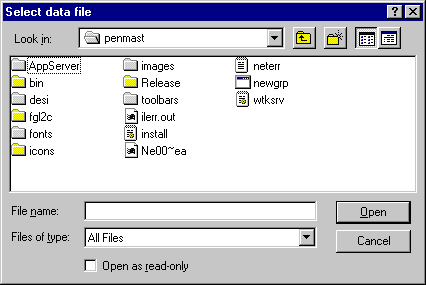 Select data file
Look in: penmast
AppServer images neterr
bin Release newgrp
desi toolbars wtksrv
fgl2c ilerr.out
fonts install
icons Ne00~ea
File name: Open
Files of type: All Files Cancel
Open as read-only